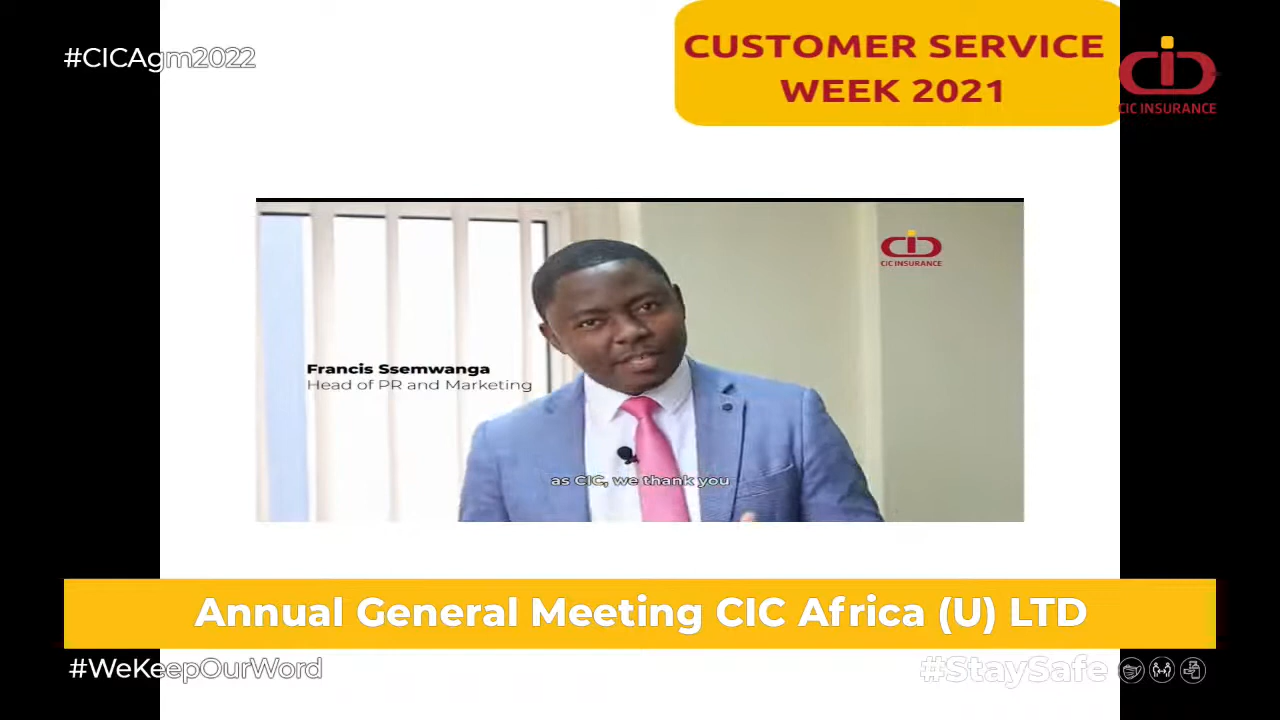 #CICAgm2022
CUSTOMER SERVICE
WEEK 2021
CIC INSURANCE
CIC INSURANCE
Francis Ssemwanga
Head of PR and Marketing
as CIC, we thank you
Annual General Meeting CIC Africa (U) LTD
#WeKeepOurWord
#StaySafe